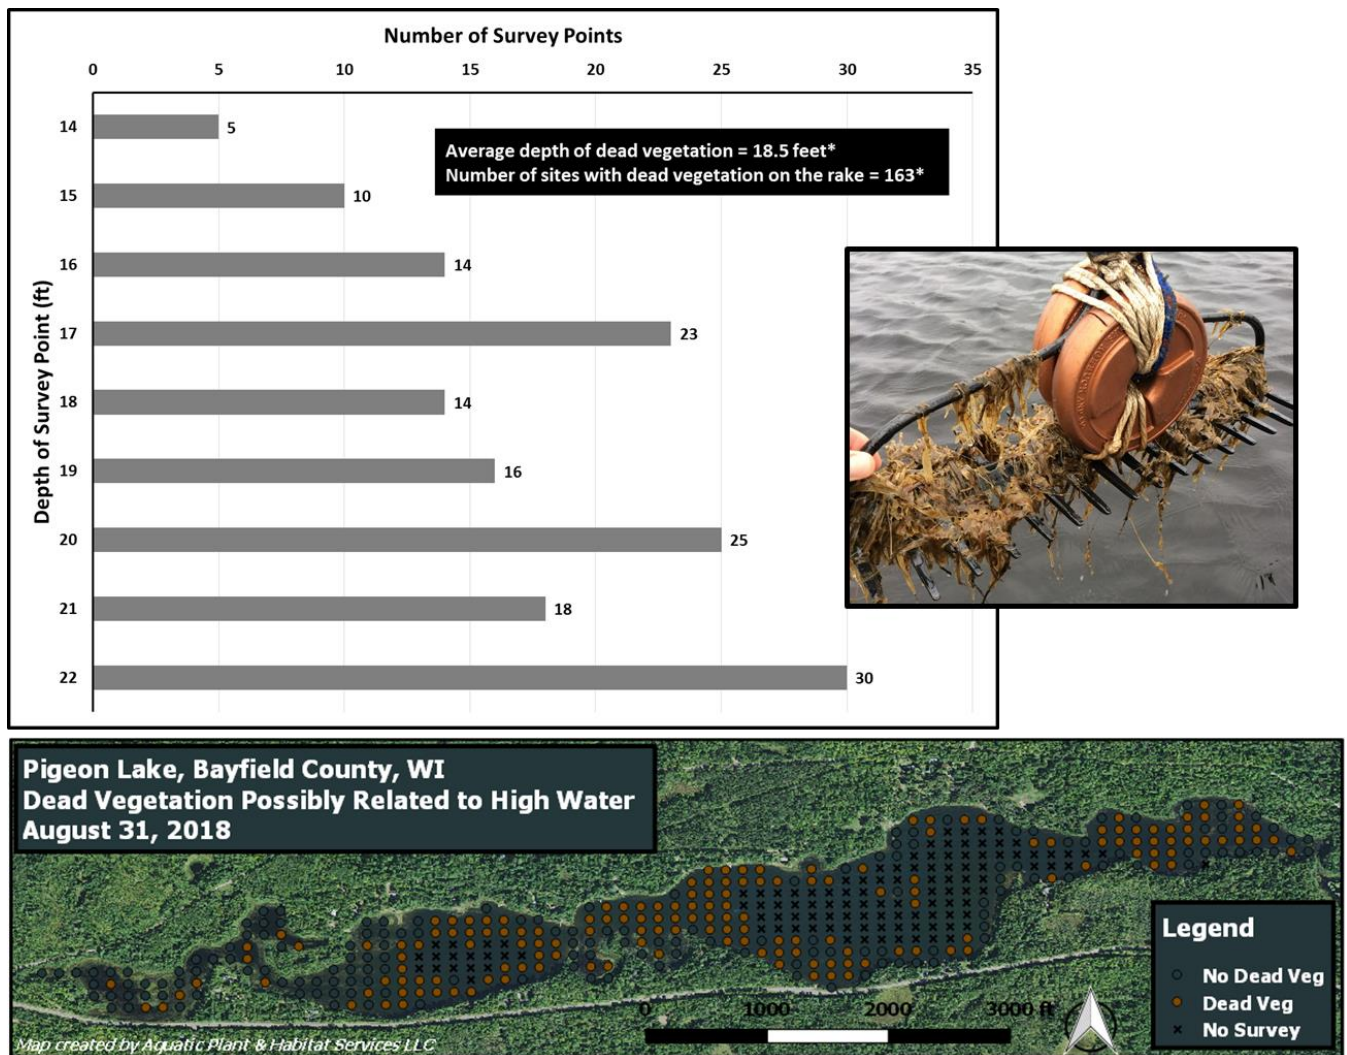 Number of Survey Points
0 5 10 15 20 25 30 35
Depth of Survey Point (ft)
14 5
15 10
16 14
17 23
18 14
19 16
20 25
21 18
22 30
Average depth of dead vegetation = 18.5 feet*
Number of sites with dead vegetation on the rake = 163*
Pigeon Lake, Bayfield County, WI
Dead Vegetation Possibly Related to High Water
August 31, 2018
Legend
No Dead Veg
Dead Veg
No Survey
0 1000 2000 3000 ft
Map created by Aquatic Plant & Habitat Services LLC